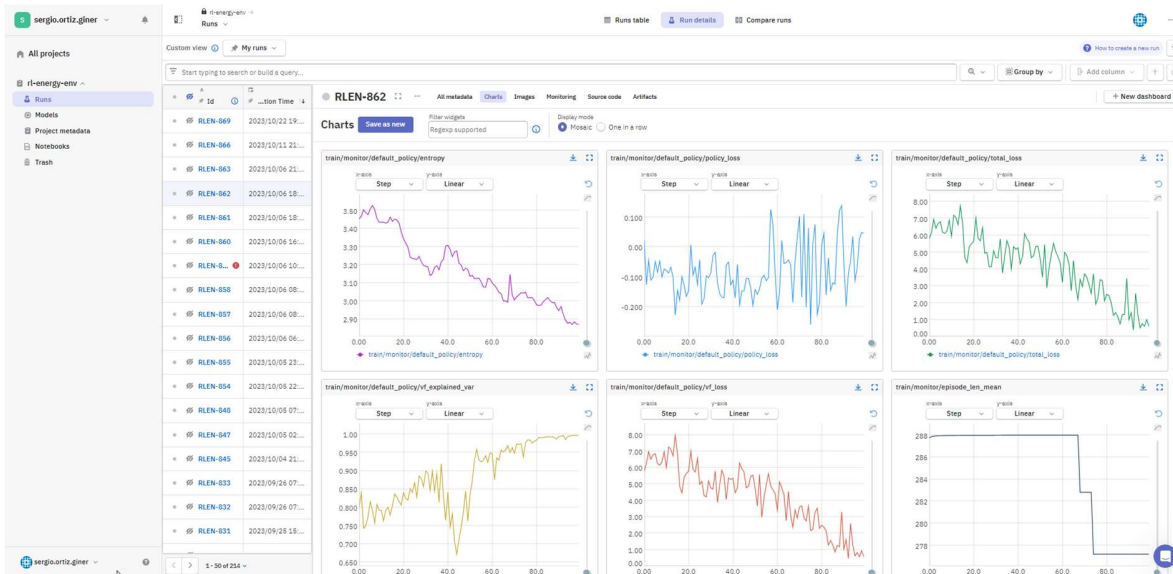 S sergio.ortiz.giner
rl-energy-env
Runs
Runs table
Run details
Compare runs
All projects
Custom view
My runs
How to create a new run
rl-energy-env
Start typing to search or build a query...
Group by
Add column
Runs
Models
Project metadata
Notebooks
Trash
Id
...tion Time
RLEN-862
All metadata
Charts
Images
Monitoring
Source code
Artifacts
+ New dashboard
Charts
Save as new
Filter widgets
Regexp supported
Display mode
Mosaic
One in a row
RLEN-869 2023/10/22 19:...
RLEN-866 2023/10/11 21:...
RLEN-863 2023/10/06 21:...
RLEN-862 2023/10/06 18:...
RLEN-861 2023/10/06 18:...
RLEN-860 2023/10/06 16:...
RLEN-8... 2023/10/06 10:...
RLEN-858 2023/10/06 08:...
RLEN-857 2023/10/06 08:...
RLEN-856 2023/10/06 06:...
RLEN-855 2023/10/05 23:...
RLEN-854 2023/10/05 22:...
RLEN-848 2023/10/05 07:...
RLEN-847 2023/10/05 02:...
RLEN-845 2023/10/04 21:...
RLEN-833 2023/09/26 07:...
RLEN-832 2023/09/26 07:...
RLEN-831 2023/09/25 15:...
train/monitor/default_policy/entropy
x-axis y-axis
Step Linear
3.50
3.40
3.30
3.20
3.10
3.00
2.90
0.00 20.0 40.0 60.0 80.0
train/monitor/default_policy/entropy
train/monitor/default_policy/policy_loss
x-axis y-axis
Step Linear
0.100
0.00
-0.100
-0.200
0.00 20.0 40.0 60.0 80.0
train/monitor/default_policy/policy_loss
train/monitor/default_policy/total_loss
x-axis y-axis
Step Linear
8.00
7.00
6.00
5.00
4.00
3.00
2.00
1.00
0.00
0.00 20.0 40.0 60.0 80.0
train/monitor/default_policy/total_loss
train/monitor/default_policy/vf_explained_var
x-axis y-axis
Step Linear
1.00
0.950
0.900
0.850
0.800
0.750
0.700
0.650
0.00 20.0 40.0 60.0 80.0
train/monitor/default_policy/vf_loss
x-axis y-axis
Step Linear
8.00
7.00
6.00
5.00
4.00
3.00
2.00
1.00
0.00
0.00 20.0 40.0 60.0 80.0
train/monitor/episode_len_mean
x-axis y-axis
Step Linear
288
286
284
282
280
278
0.00 20.0 40.0 60.0 80.0
sergio.ortiz.giner
1 - 50 of 214